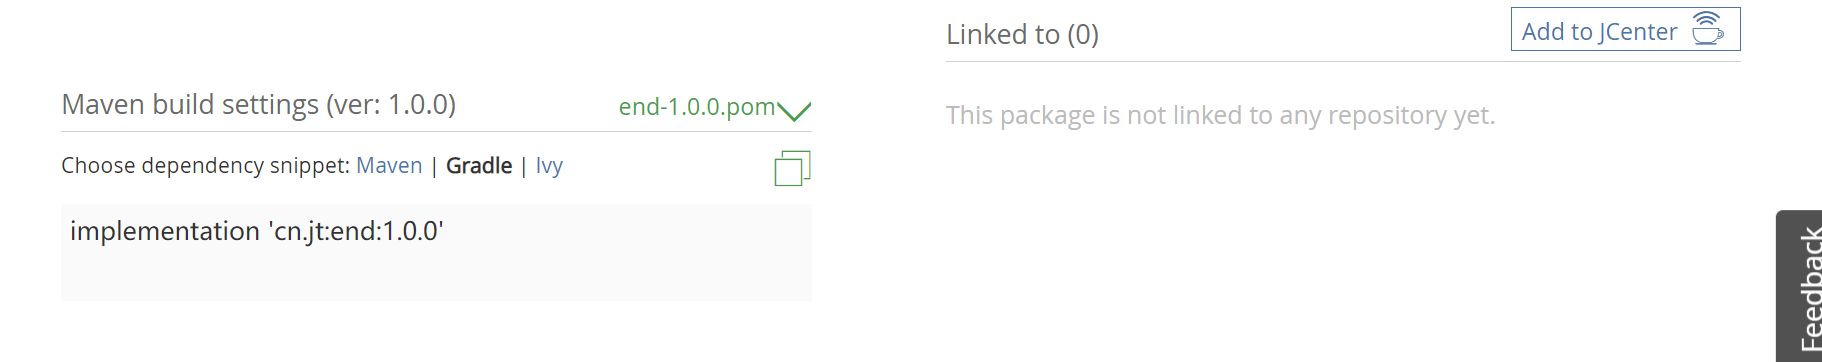 Linked to (0)
Add to JCenter
This package is not linked to any repository yet.
Maven build settings (ver: 1.0.0)
end-1.0.0.pom
Choose dependency snippet: Maven | Gradle | Ivy
implementation 'cn.jt:end:1.0.0'
Feedback